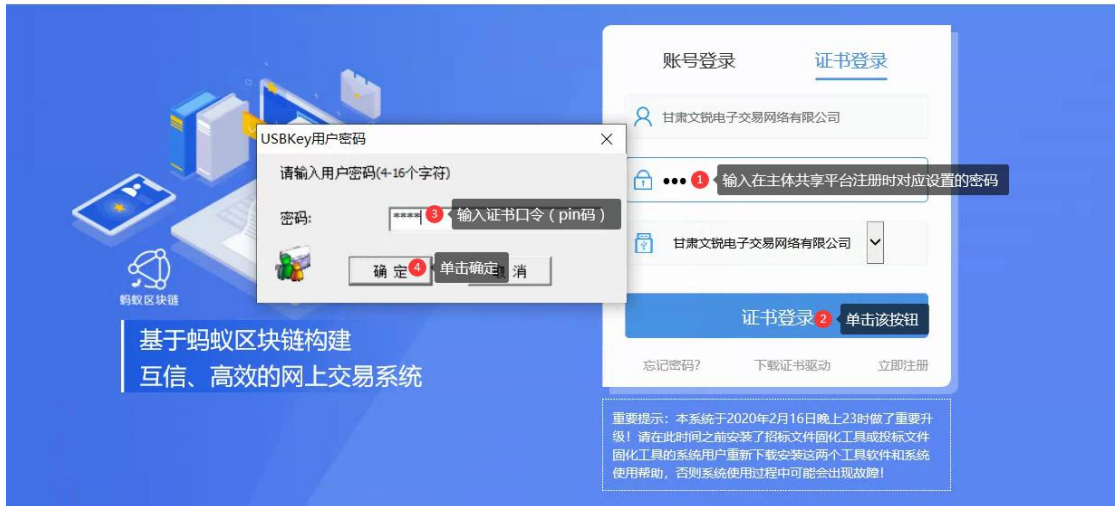 账号登录
证书登录
甘肃文锐电子交易网络有限公司
USBKey用户密码
请输入用户密码(4-16个字符)
••• 1 输入在主体共享平台注册时对应设置的密码
密码:
**** 3 输入证书口令（pin码）
甘肃文锐电子交易网络有限公司
确 定 4 单击确定
消
蚂蚁区块链
证书登录 2 单击该按钮
基于蚂蚁区块链构建
互信、高效的网上交易系统
忘记密码?
下载证书驱动
立即注册
重要提示：本系统于2020年2月16日晚上23时做了重要升
级！请在此时间之前安装了招标文件固化工具或投标文件
固化工具的系统用户重新下载安装这两个工具软件和系统
使用帮助，否则系统使用过程中可能会出现故障!